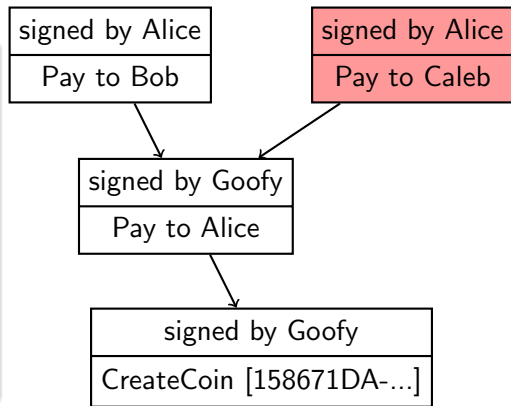 signed by Alice
Pay to Bob
signed by Alice
Pay to Caleb
signed by Goofy
Pay to Alice
signed by Goofy
CreateCoin [158671DA-...]